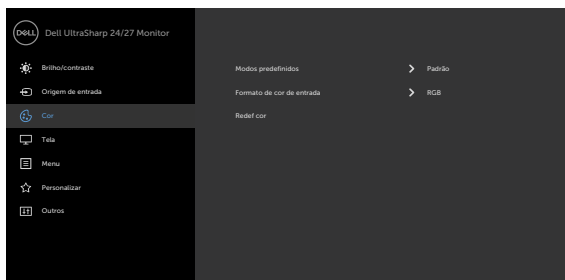 DELL Dell UltraSharp 24/27 Monitor
Brilho/contraste
Origem de entrada
Cor
Tela
Menu
Personalizar
Outros
Modos predefinidos > Padrão
Formato de cor de entrada > RGB
Redef cor